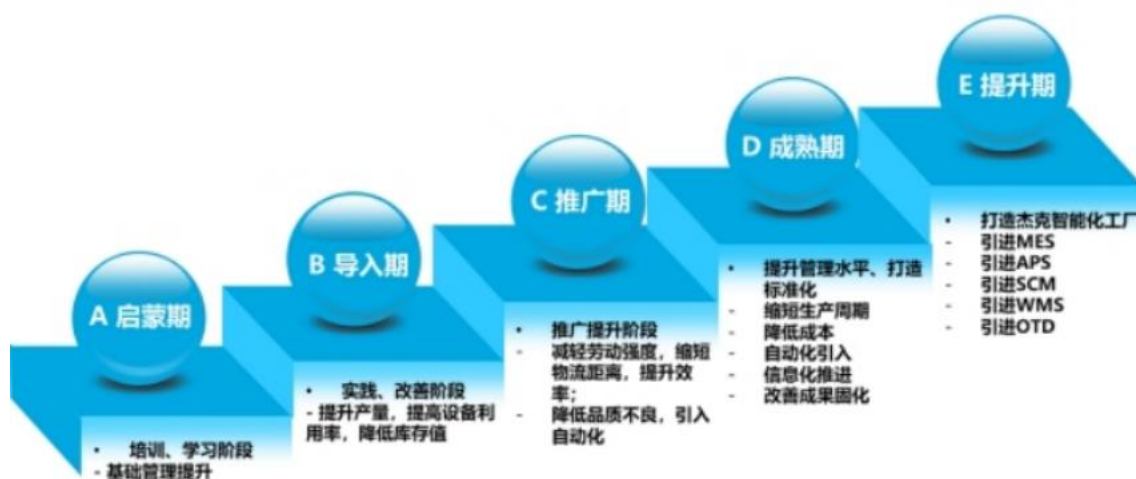 A 启蒙期
• 培训、学习阶段
- 基础管理提升
B 导入期
• 实践、改善阶段
- 提升产量，提高设备利
用率，降低库存值
C 推广期
• 推广提升阶段
- 减轻劳动强度，缩短
物流距离，提升效
率；
- 降低品质不良，引入
自动化
D 成熟期
• 提升管理水平、打造
标准化
- 缩短生产周期
- 降低成本
- 自动化引入
- 信息化推进
- 改善成果固化
E 提升期
• 打造杰克智能化工厂
- 引进MES
- 引进APS
- 引进SCM
- 引进WMS
- 引进OTD